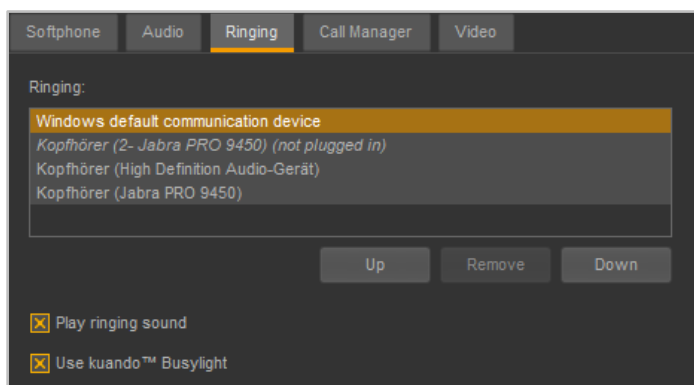 Softphone Audio Ringing Call Manager Video
Ringing:
Windows default communication device
Kopfhörer (2- Jabra PRO 9450) (not plugged in)
Kopfhörer (High Definition Audio-Gerät)
Kopfhörer (Jabra PRO 9450)
Up Remove Down
Play ringing sound
Use kuando™ Busylight